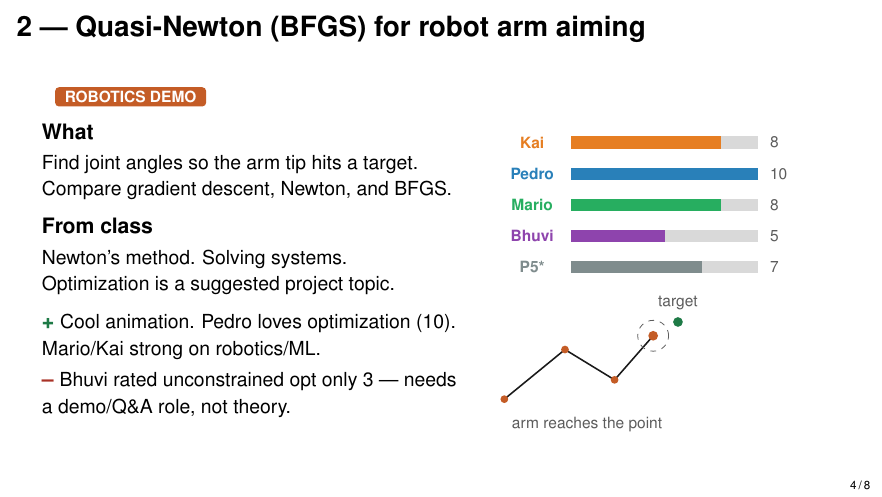 2 — Quasi-Newton (BFGS) for robot arm aiming
ROBOTICS DEMO
What
Find joint angles so the arm tip hits a target.
Compare gradient descent, Newton, and BFGS.
From class
Newton's method. Solving systems.
Optimization is a suggested project topic.
+ Cool animation. Pedro loves optimization (10).
Mario/Kai strong on robotics/ML.
— Bhuvi rated unconstrained opt only 3 — needs
a demo/Q&A role, not theory.
Kai 8
Pedro 10
Mario 8
Bhuvi 5
P5* 7
target
arm reaches the point
4 / 8